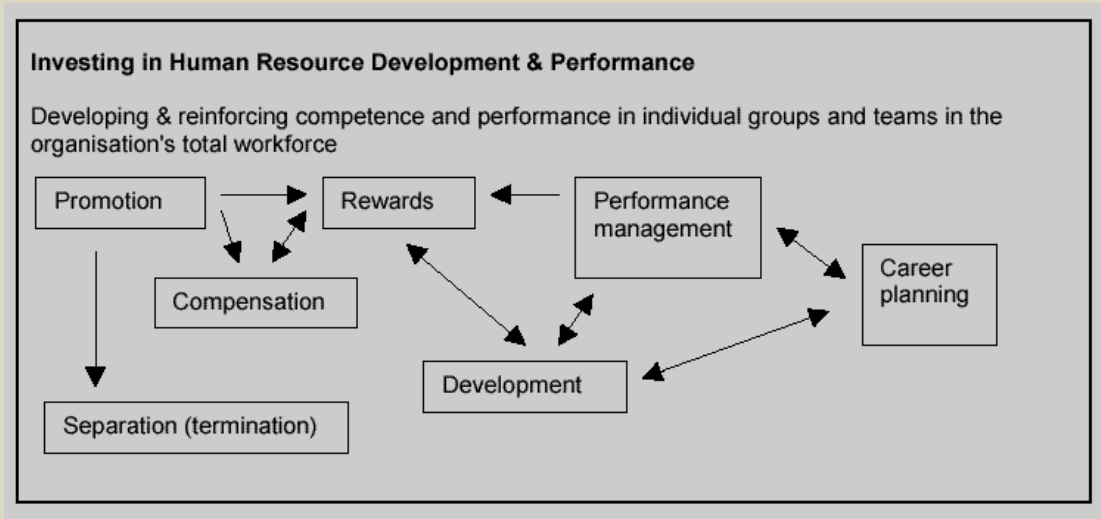 Investing in Human Resource Development & Performance
Developing & reinforcing competence and performance in individual groups and teams in the
organisation's total workforce
Promotion
Rewards
Performance
management
Career
planning
Compensation
Development
Separation (termination)